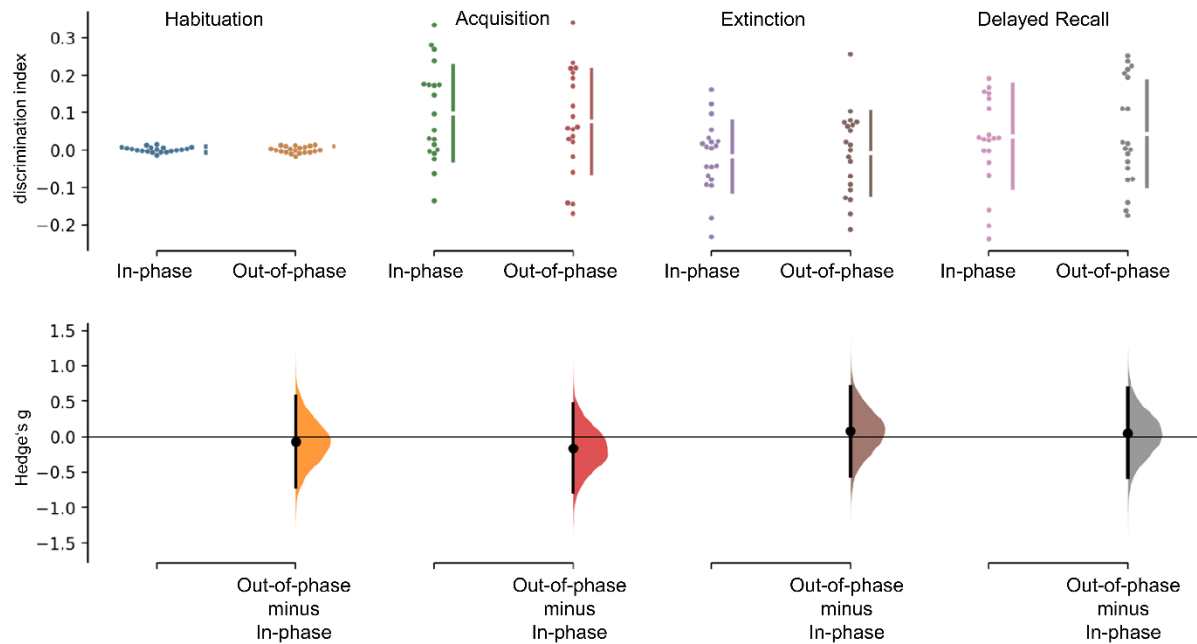 Habituation
Acquisition
Extinction
Delayed Recall
discrimination index
0.3
0.2
0.1
0.0
−0.1
−0.2
In-phase
Out-of-phase
In-phase
Out-of-phase
In-phase
Out-of-phase
In-phase
Out-of-phase
Hedge's g
1.5
1.0
0.5
0.0
−0.5
−1.0
−1.5
Out-of-phase
minus
In-phase
Out-of-phase
minus
In-phase
Out-of-phase
minus
In-phase
Out-of-phase
minus
In-phase